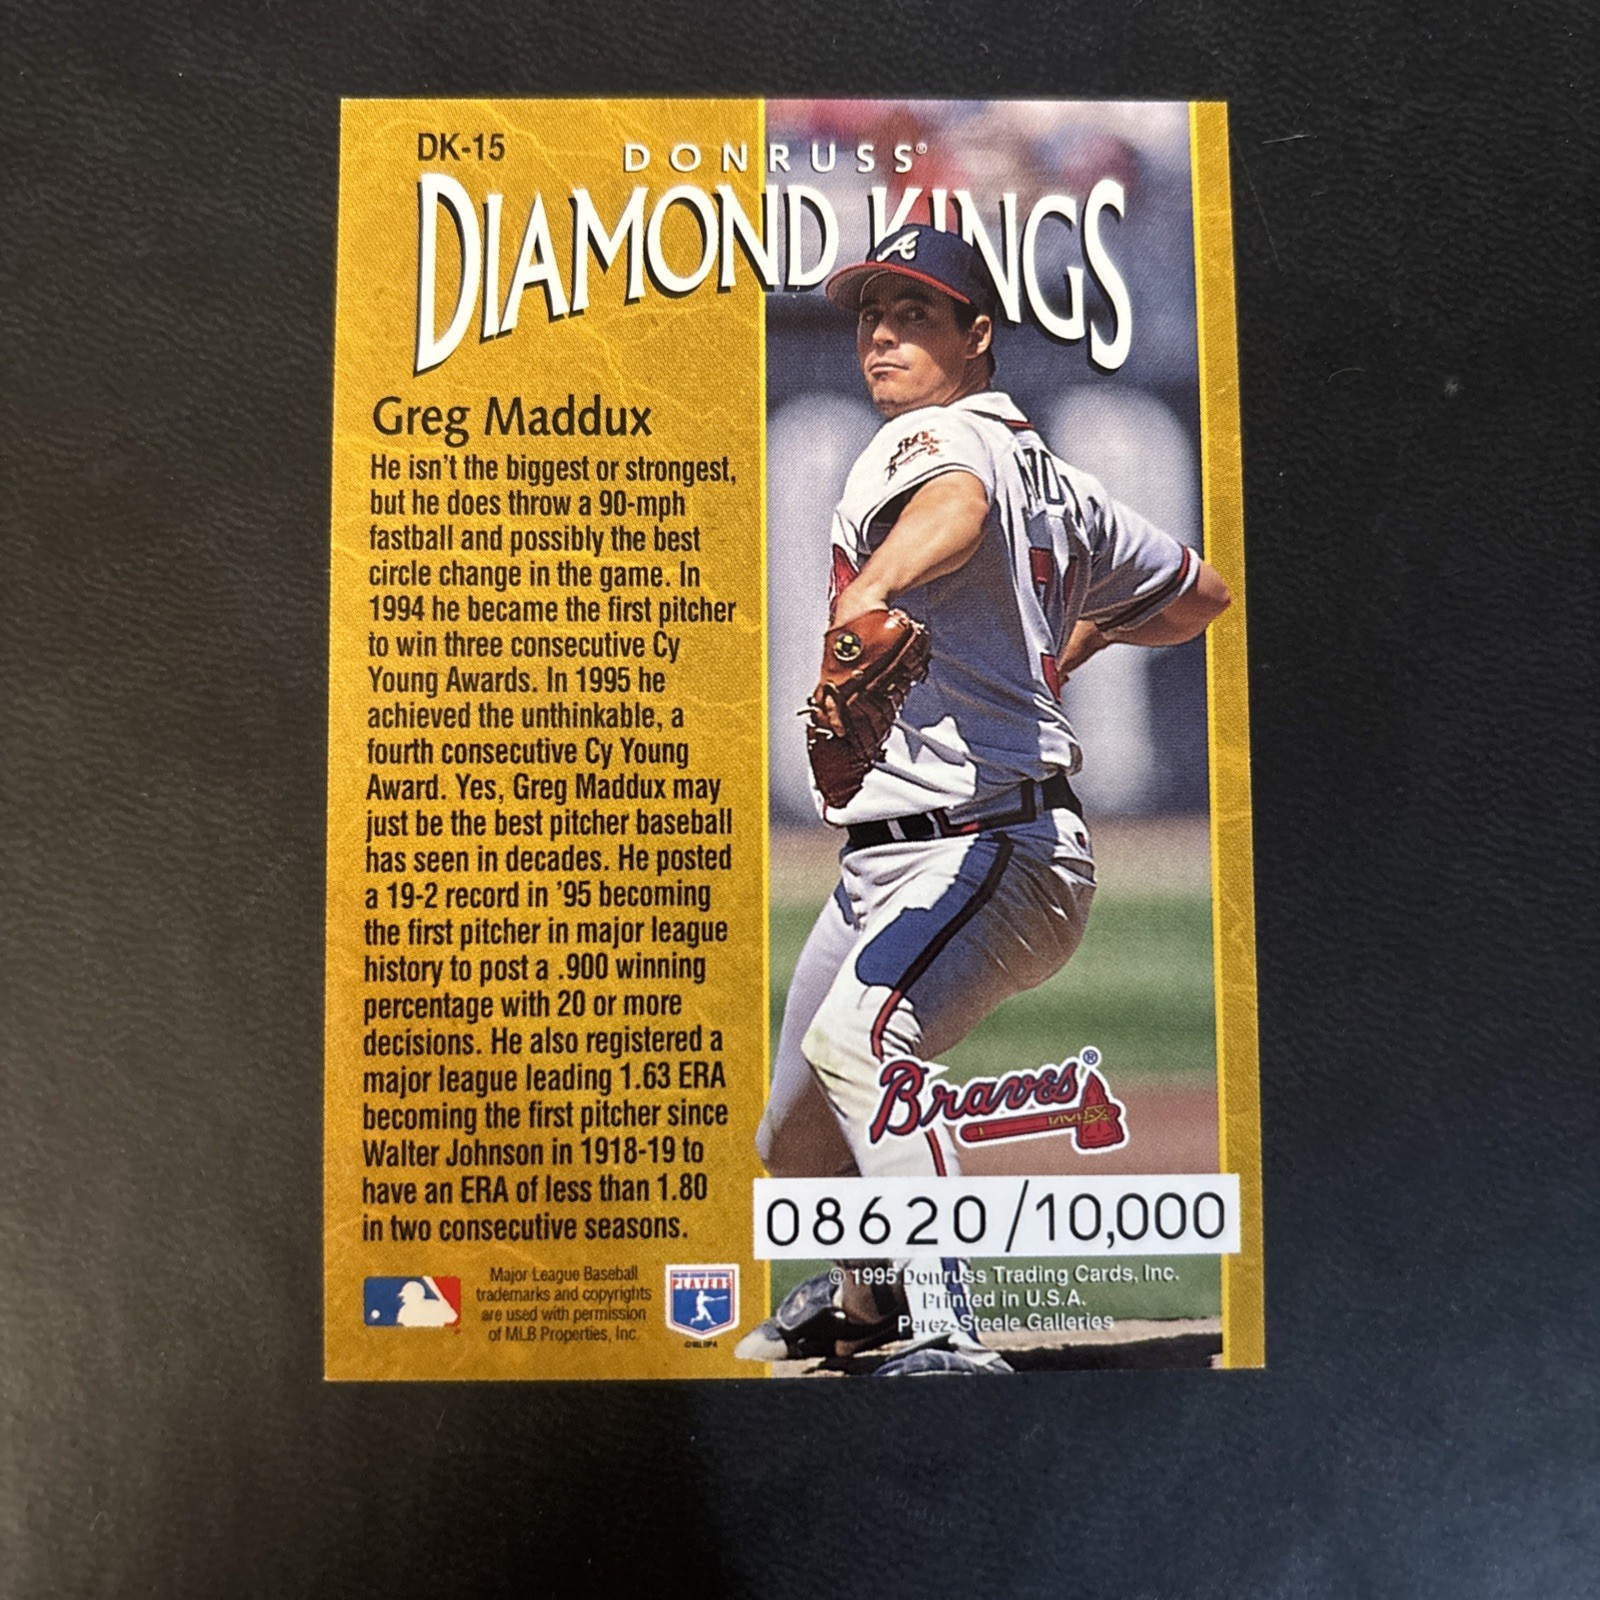 DK-15
DONRUSS®
DIAMOND KINGS
A
Greg Maddux
He isn't the biggest or strongest,
but he does throw a 90-mph
fastball and possibly the best
circle change in the game. In
1994 he became the first pitcher
to win three consecutive Cy
Young Awards. In 1995 he
achieved the unthinkable, a
fourth consecutive Cy Young
Award. Yes, Greg Maddux may
just be the best pitcher baseball
has seen in decades. He posted
a 19-2 record in '95 becoming
the first pitcher in major league
history to post a .900 winning
percentage with 20 or more
decisions. He also registered a
major league leading 1.63 ERA
becoming the first pitcher since
Walter Johnson in 1918-19 to
have an ERA of less than 1.80
in two consecutive seasons.
Braves®
08620/10,000
Major League Baseball
trademarks and copyrights
are used with permission
of MLB Properties, Inc.
PLAYERS
© 1995 Donruss Trading Cards, Inc.
Printed in U.S.A.
Perez-Steele Galleries